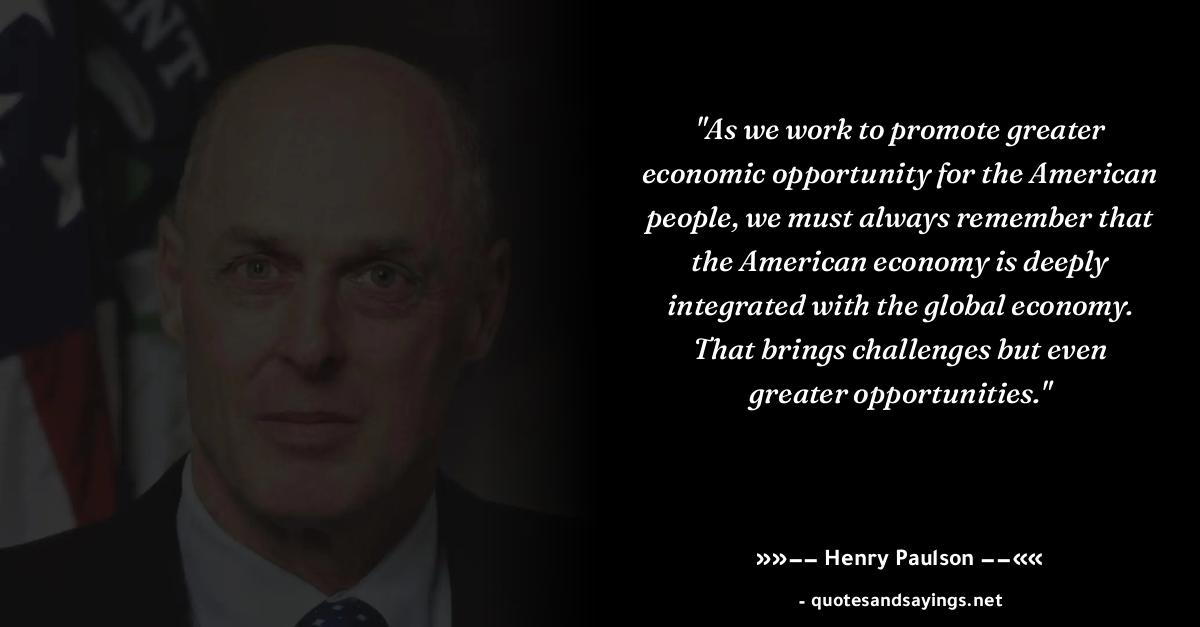 ENT
"As we work to promote greater
economic opportunity for the American
people, we must always remember that
the American economy is deeply
integrated with the global economy.
That brings challenges but even
greater opportunities."
»»–– Henry Paulson ––««
- quotesandsayings.net